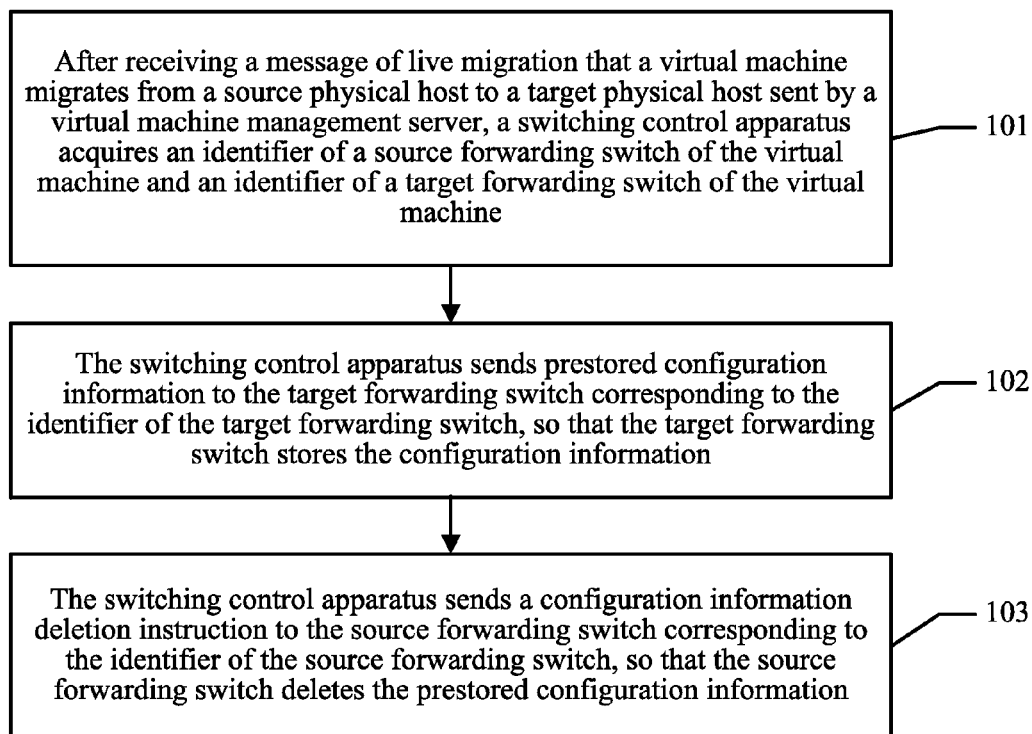 After receiving a message of live migration that a virtual machine
migrates from a source physical host to a target physical host sent by a
virtual machine management server, a switching control apparatus
acquires an identifier of a source forwarding switch of the virtual
machine and an identifier of a target forwarding switch of the virtual
machine
101
The switching control apparatus sends prestored configuration
information to the target forwarding switch corresponding to the
identifier of the target forwarding switch, so that the target forwarding
switch stores the configuration information
102
The switching control apparatus sends a configuration information
deletion instruction to the source forwarding switch corresponding to
the identifier of the source forwarding switch, so that the source
forwarding switch deletes the prestored configuration information
103